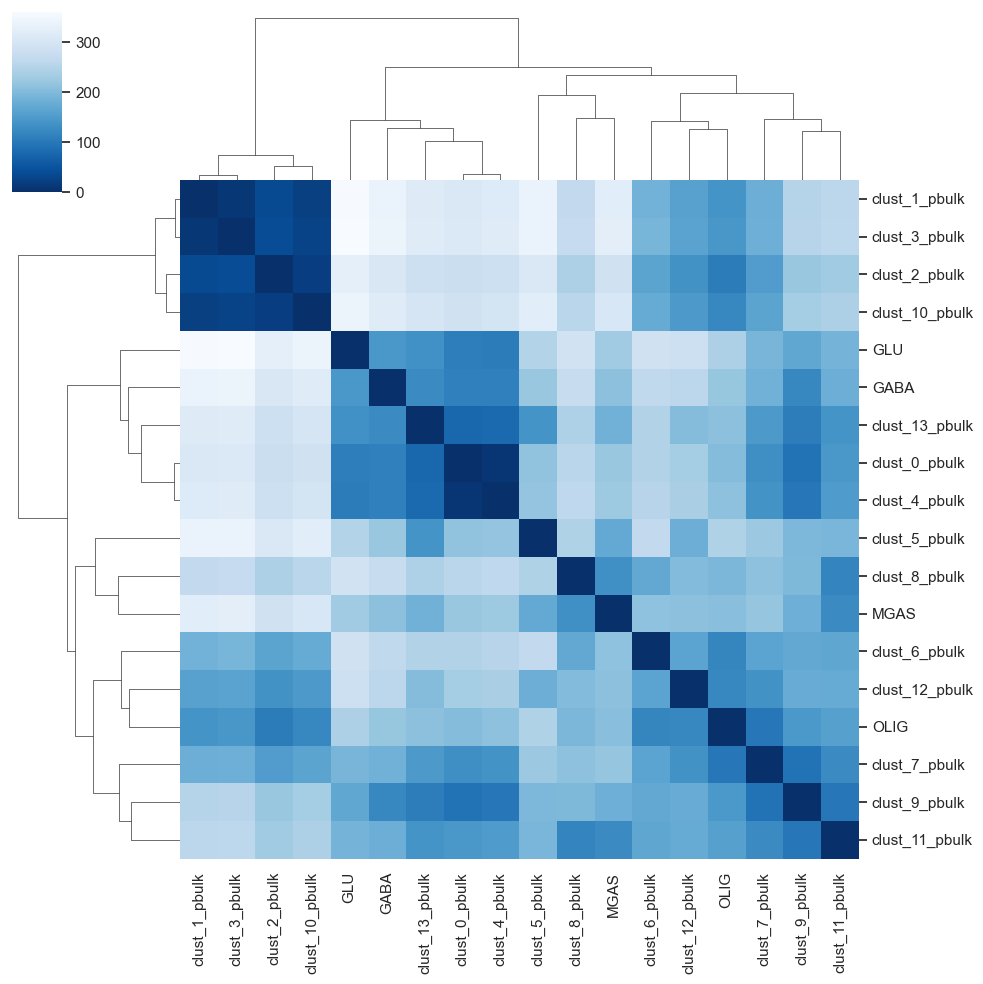 300
200
100
0
clust_1_pbulk
clust_3_pbulk
clust_2_pbulk
clust_10_pbulk
GLU
GABA
clust_13_pbulk
clust_0_pbulk
clust_4_pbulk
clust_5_pbulk
clust_8_pbulk
MGAS
clust_6_pbulk
clust_12_pbulk
OLIG
clust_7_pbulk
clust_9_pbulk
clust_11_pbulk
clust_1_pbulk
clust_3_pbulk
clust_2_pbulk
clust_10_pbulk
GLU
GABA
clust_13_pbulk
clust_0_pbulk
clust_4_pbulk
clust_5_pbulk
clust_8_pbulk
MGAS
clust_6_pbulk
clust_12_pbulk
OLIG
clust_7_pbulk
clust_9_pbulk
clust_11_pbulk